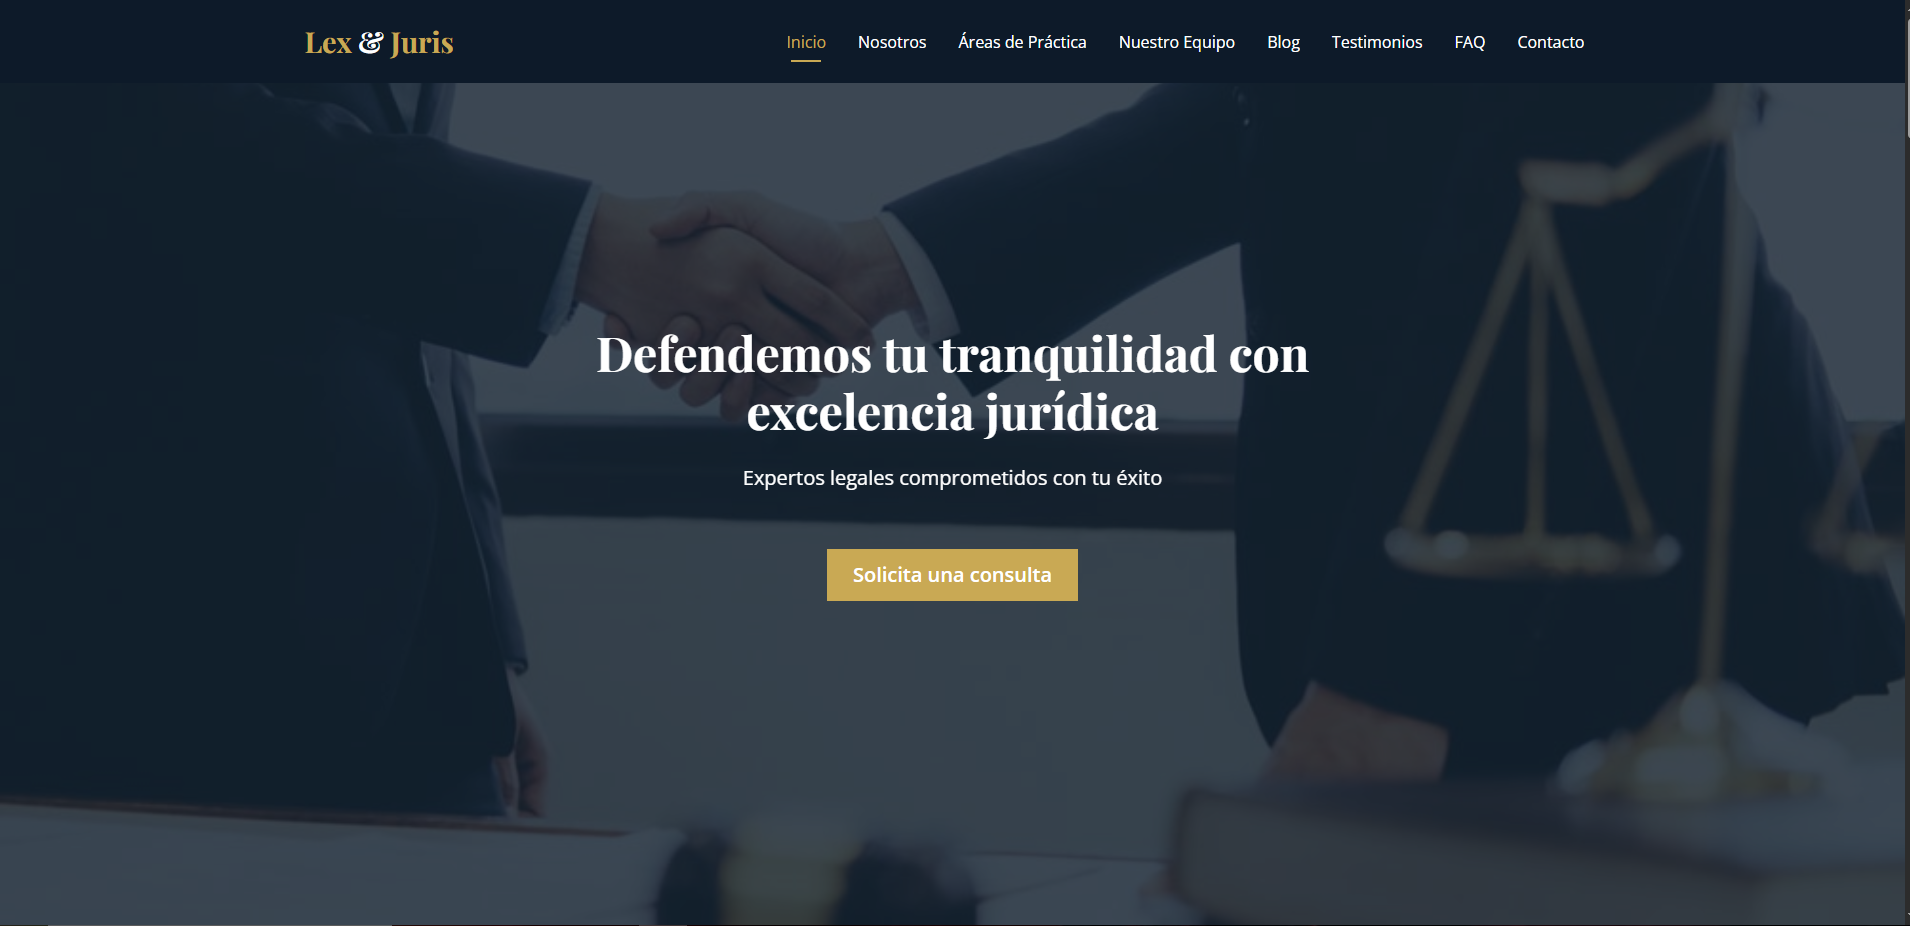 Lex & Juris
Inicio Nosotros Áreas de Práctica Nuestro Equipo Blog Testimonios FAQ Contacto
Defendemos tu tranquilidad con
excelencia jurídica
Expertos legales comprometidos con tu éxito
Solicita una consulta